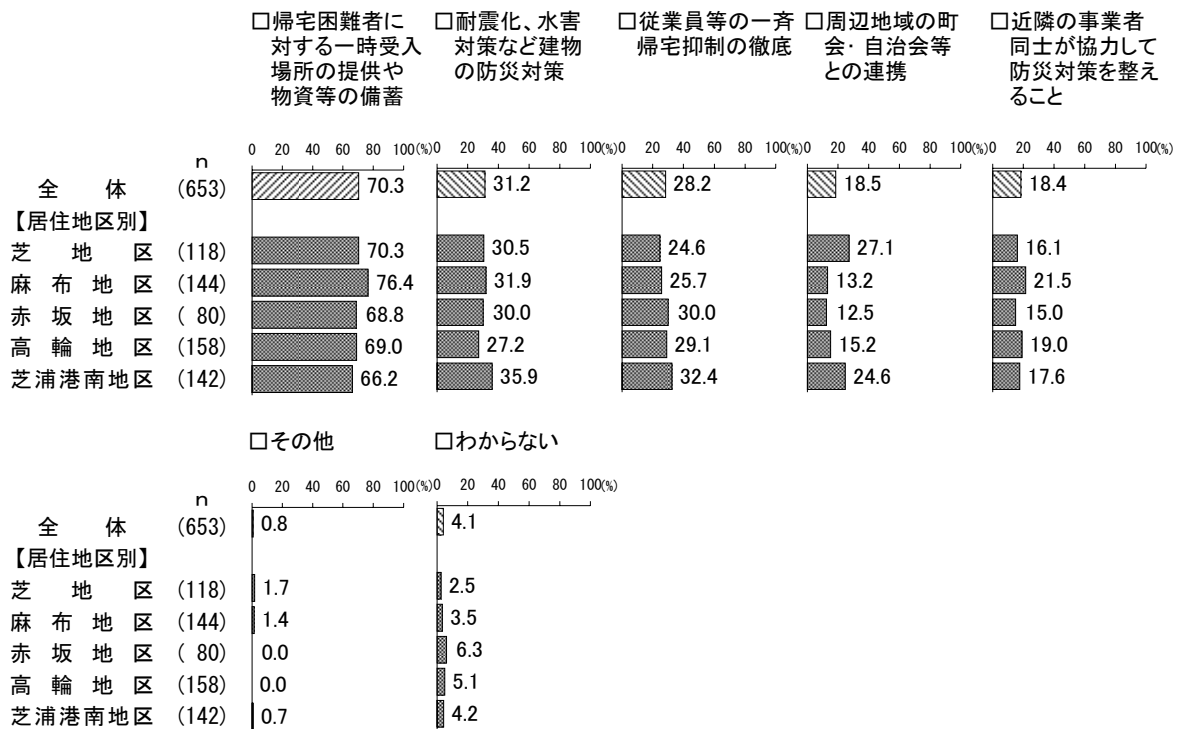 □帰宅困難者に対する一時受入場所の提供や物資等の備蓄 □耐震化、水害対策など建物の防災対策 □従業員等の一斉帰宅抑制の徹底 □周辺地域の町会・自治会等との連携 □近隣の事業者同士が協力して防災対策を整えること
0 20 40 60 80 100(%) 0 20 40 60 80 100(%) 0 20 40 60 80 100(%) 0 20 40 60 80 100(%) 0 20 40 60 80 100(%)
n
全体 (653) 70.3 31.2 28.2 18.5 18.4
【居住地区別】
芝地区 (118) 70.3 30.5 24.6 27.1 16.1
麻布地区 (144) 76.4 31.9 25.7 13.2 21.5
赤坂地区 ( 80) 68.8 30.0 30.0 12.5 15.0
高輪地区 (158) 69.0 27.2 29.1 15.2 19.0
芝浦港南地区 (142) 66.2 35.9 32.4 24.6 17.6
□その他 □わからない
0 20 40 60 80 100(%) 0 20 40 60 80 100(%)
n
全体 (653) 0.8 4.1
【居住地区別】
芝地区 (118) 1.7 2.5
麻布地区 (144) 1.4 3.5
赤坂地区 ( 80) 0.0 6.3
高輪地区 (158) 0.0 5.1
芝浦港南地区 (142) 0.7 4.2